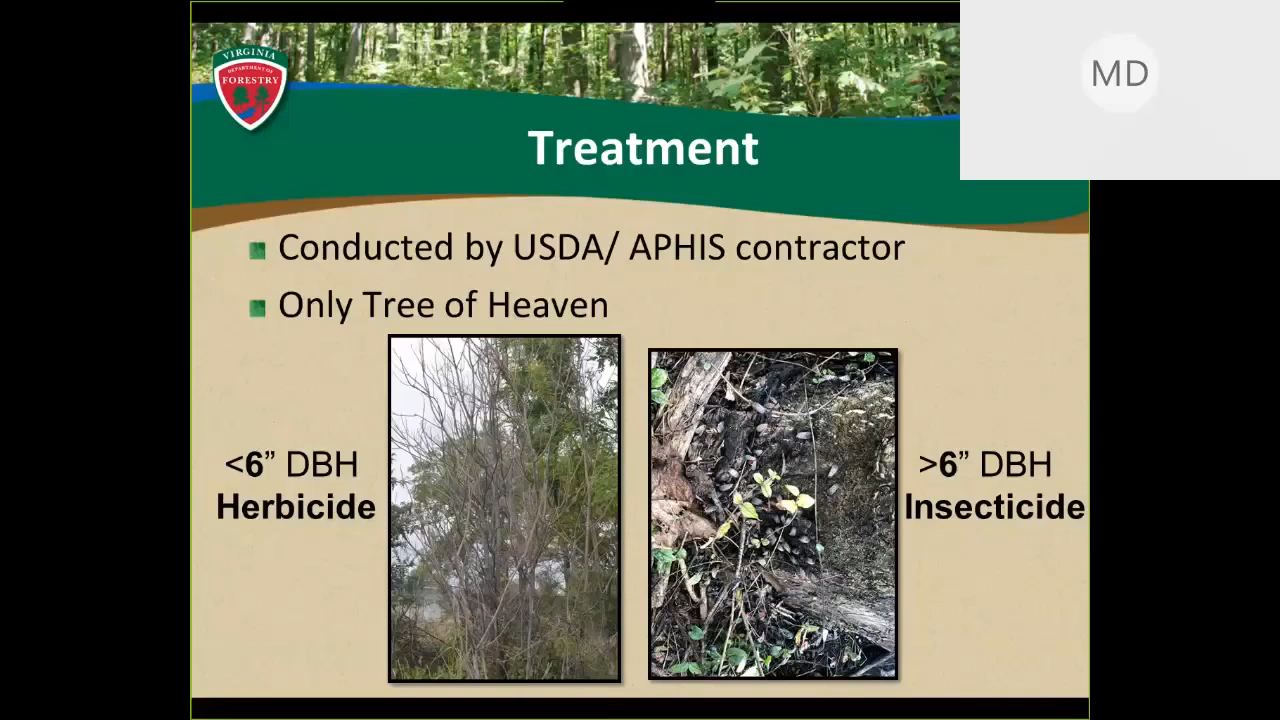 VIRGINIA
DEPARTMENT OF
FORESTRY
MD
Treatment
Conducted by USDA/ APHIS contractor
Only Tree of Heaven
<6” DBH
Herbicide
>6” DBH
Insecticide